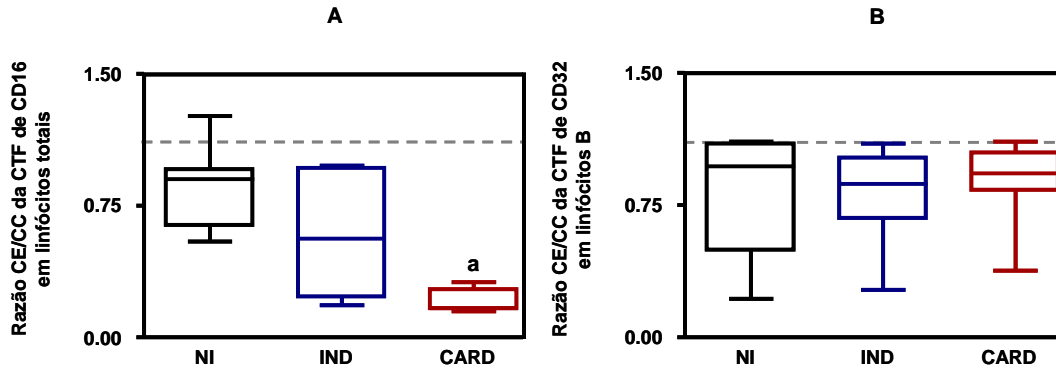 A
Razão CE/CC da CTF de CD16
em linfócitos totais
1.50
0.75
0.00
a
NI IND CARD
B
Razão CE/CC da CTF de CD32
em linfócitos B
1.50
0.75
0.00
NI IND CARD